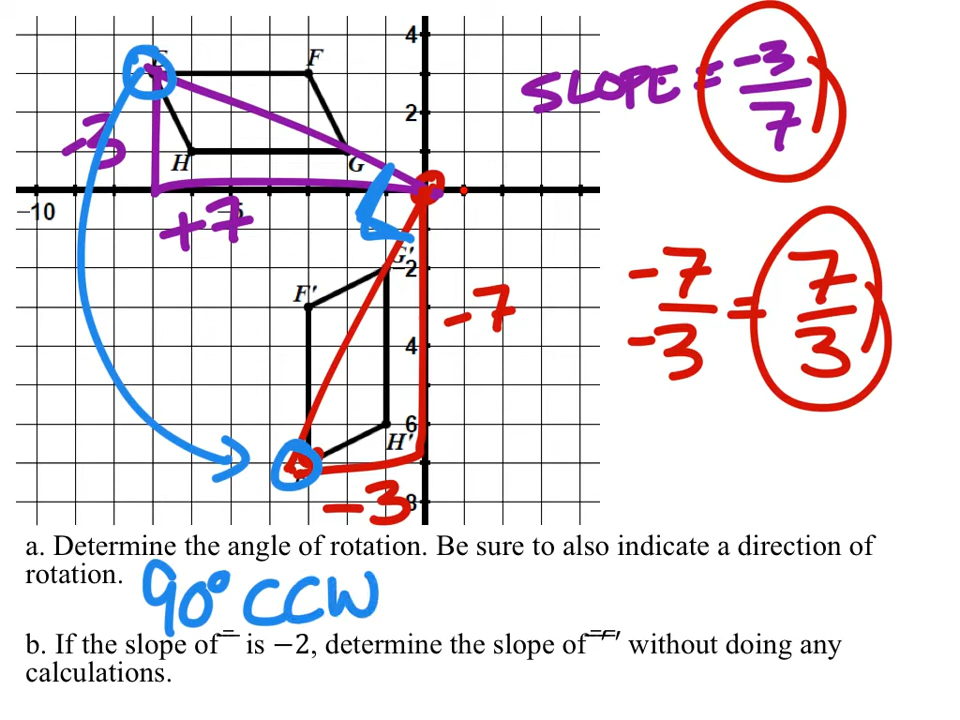 4
2
F
E
H
G
−10
−5
−3
+7
G'
−2
F'
−7
4
6
H'
−3
8
SLOPE = −3/7
−7/−3 = 7/3
a. Determine the angle of rotation. Be sure to also indicate a direction of
rotation. 90° CCW
b. If the slope of is −2, determine the slope of without doing any
calculations.